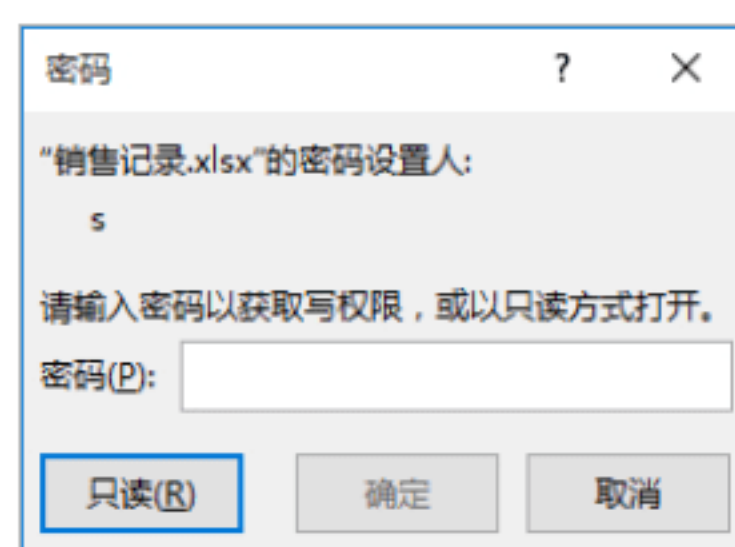 密码 ? ×
“销售记录.xlsx”的密码设置人:
s
请输入密码以获取写权限，或以只读方式打开。
密码(P):
只读(R) 确定 取消